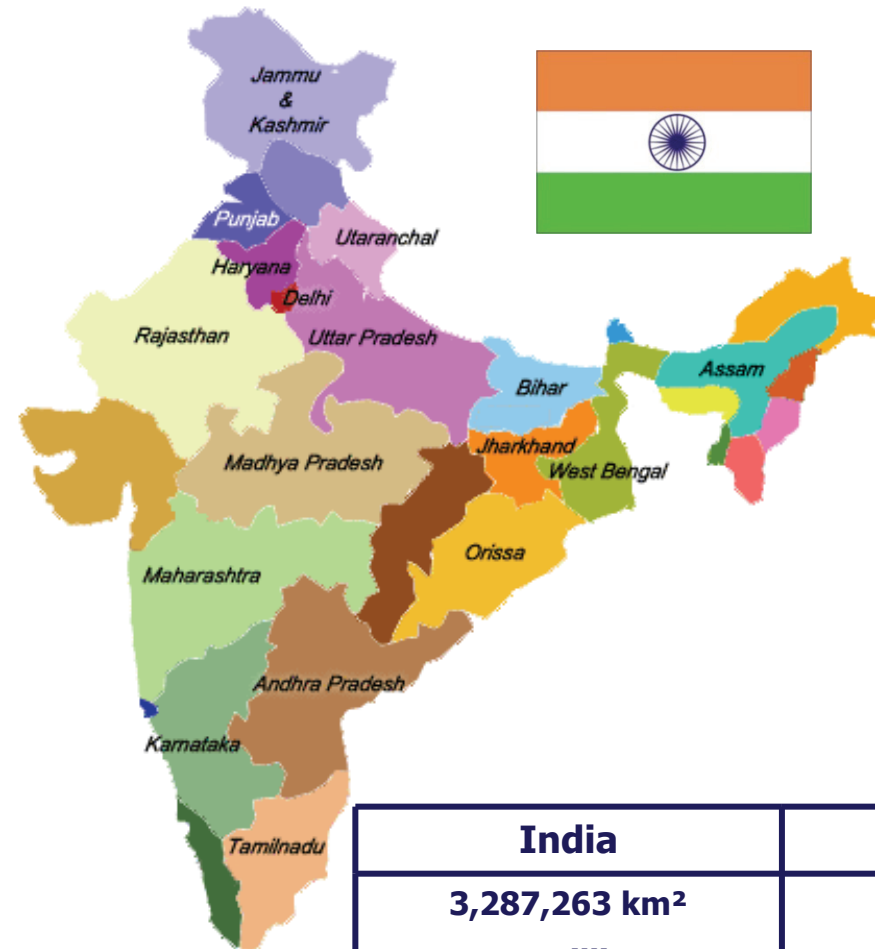 Jammu
&
Kashmir
Punjab
Utaranchal
Haryana
Delhi
Rajasthan
Uttar Pradesh
Assam
Bihar
Jharkhand
Madhya Pradesh
West Bengal
Orissa
Maharashtra
Andhra Pradesh
Karnataka
Tamilnadu
India
3,287,263 km²